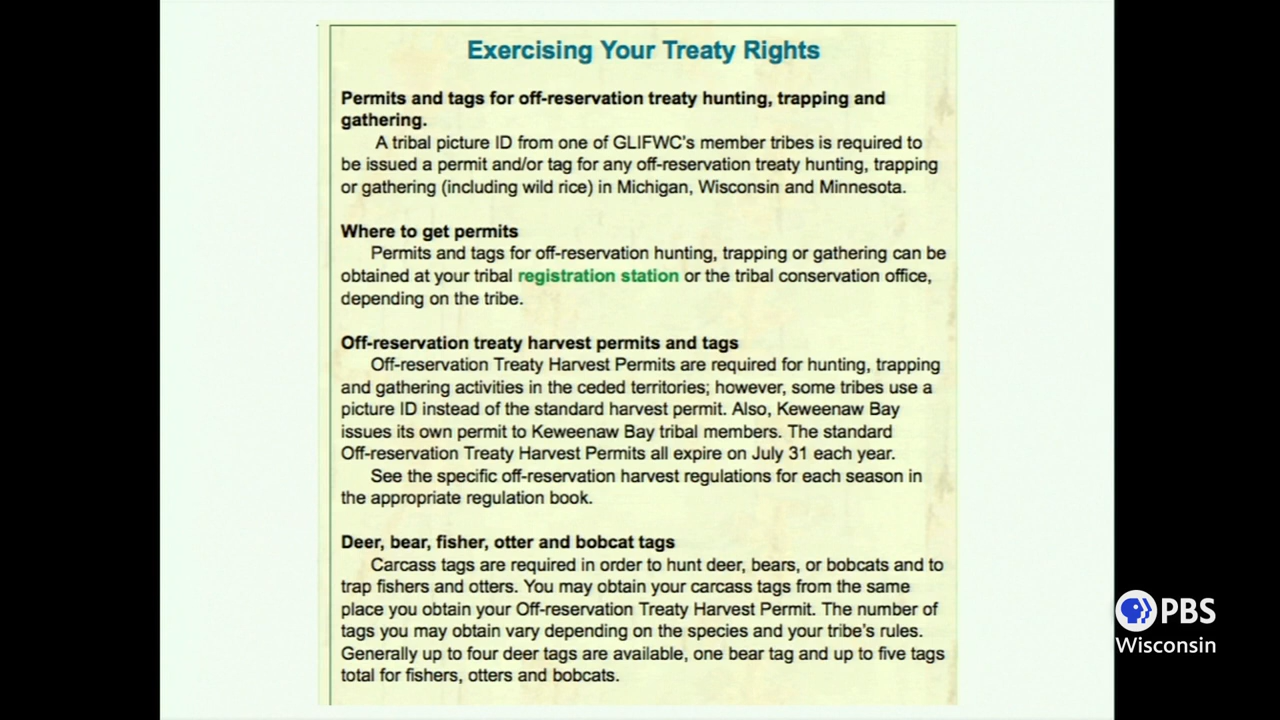 Exercising Your Treaty Rights
Permits and tags for off-reservation treaty hunting, trapping and
gathering.
A tribal picture ID from one of GLIFWC's member tribes is required to
be issued a permit and/or tag for any off-reservation treaty hunting, trapping
or gathering (including wild rice) in Michigan, Wisconsin and Minnesota.
Where to get permits
Permits and tags for off-reservation hunting, trapping or gathering can be
obtained at your tribal registration station or the tribal conservation office,
depending on the tribe.
Off-reservation treaty harvest permits and tags
Off-reservation Treaty Harvest Permits are required for hunting, trapping
and gathering activities in the ceded territories; however, some tribes use a
picture ID instead of the standard harvest permit. Also, Keweenaw Bay
issues its own permit to Keweenaw Bay tribal members. The standard
Off-reservation Treaty Harvest Permits all expire on July 31 each year.
See the specific off-reservation harvest regulations for each season in
the appropriate regulation book.
Deer, bear, fisher, otter and bobcat tags
Carcass tags are required in order to hunt deer, bears, or bobcats and to
trap fishers and otters. You may obtain your carcass tags from the same
place you obtain your Off-reservation Treaty Harvest Permit. The number of
tags you may obtain vary depending on the species and your tribe's rules.
Generally up to four deer tags are available, one bear tag and up to five tags
total for fishers, otters and bobcats.
PBS
Wisconsin